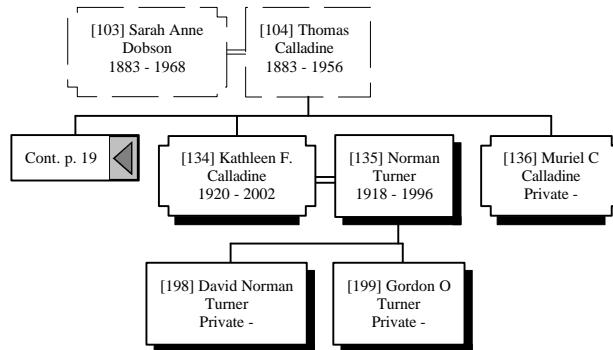 [103] Sarah Anne
Dobson
1883 - 1968
[104] Thomas
Calladine
1883 - 1956
Cont. p. 19
[134] Kathleen F.
Calladine
1920 - 2002
[135] Norman
Turner
1918 - 1996
[136] Muriel C
Calladine
Private -
[198] David Norman
Turner
Private -
[199] Gordon O
Turner
Private -